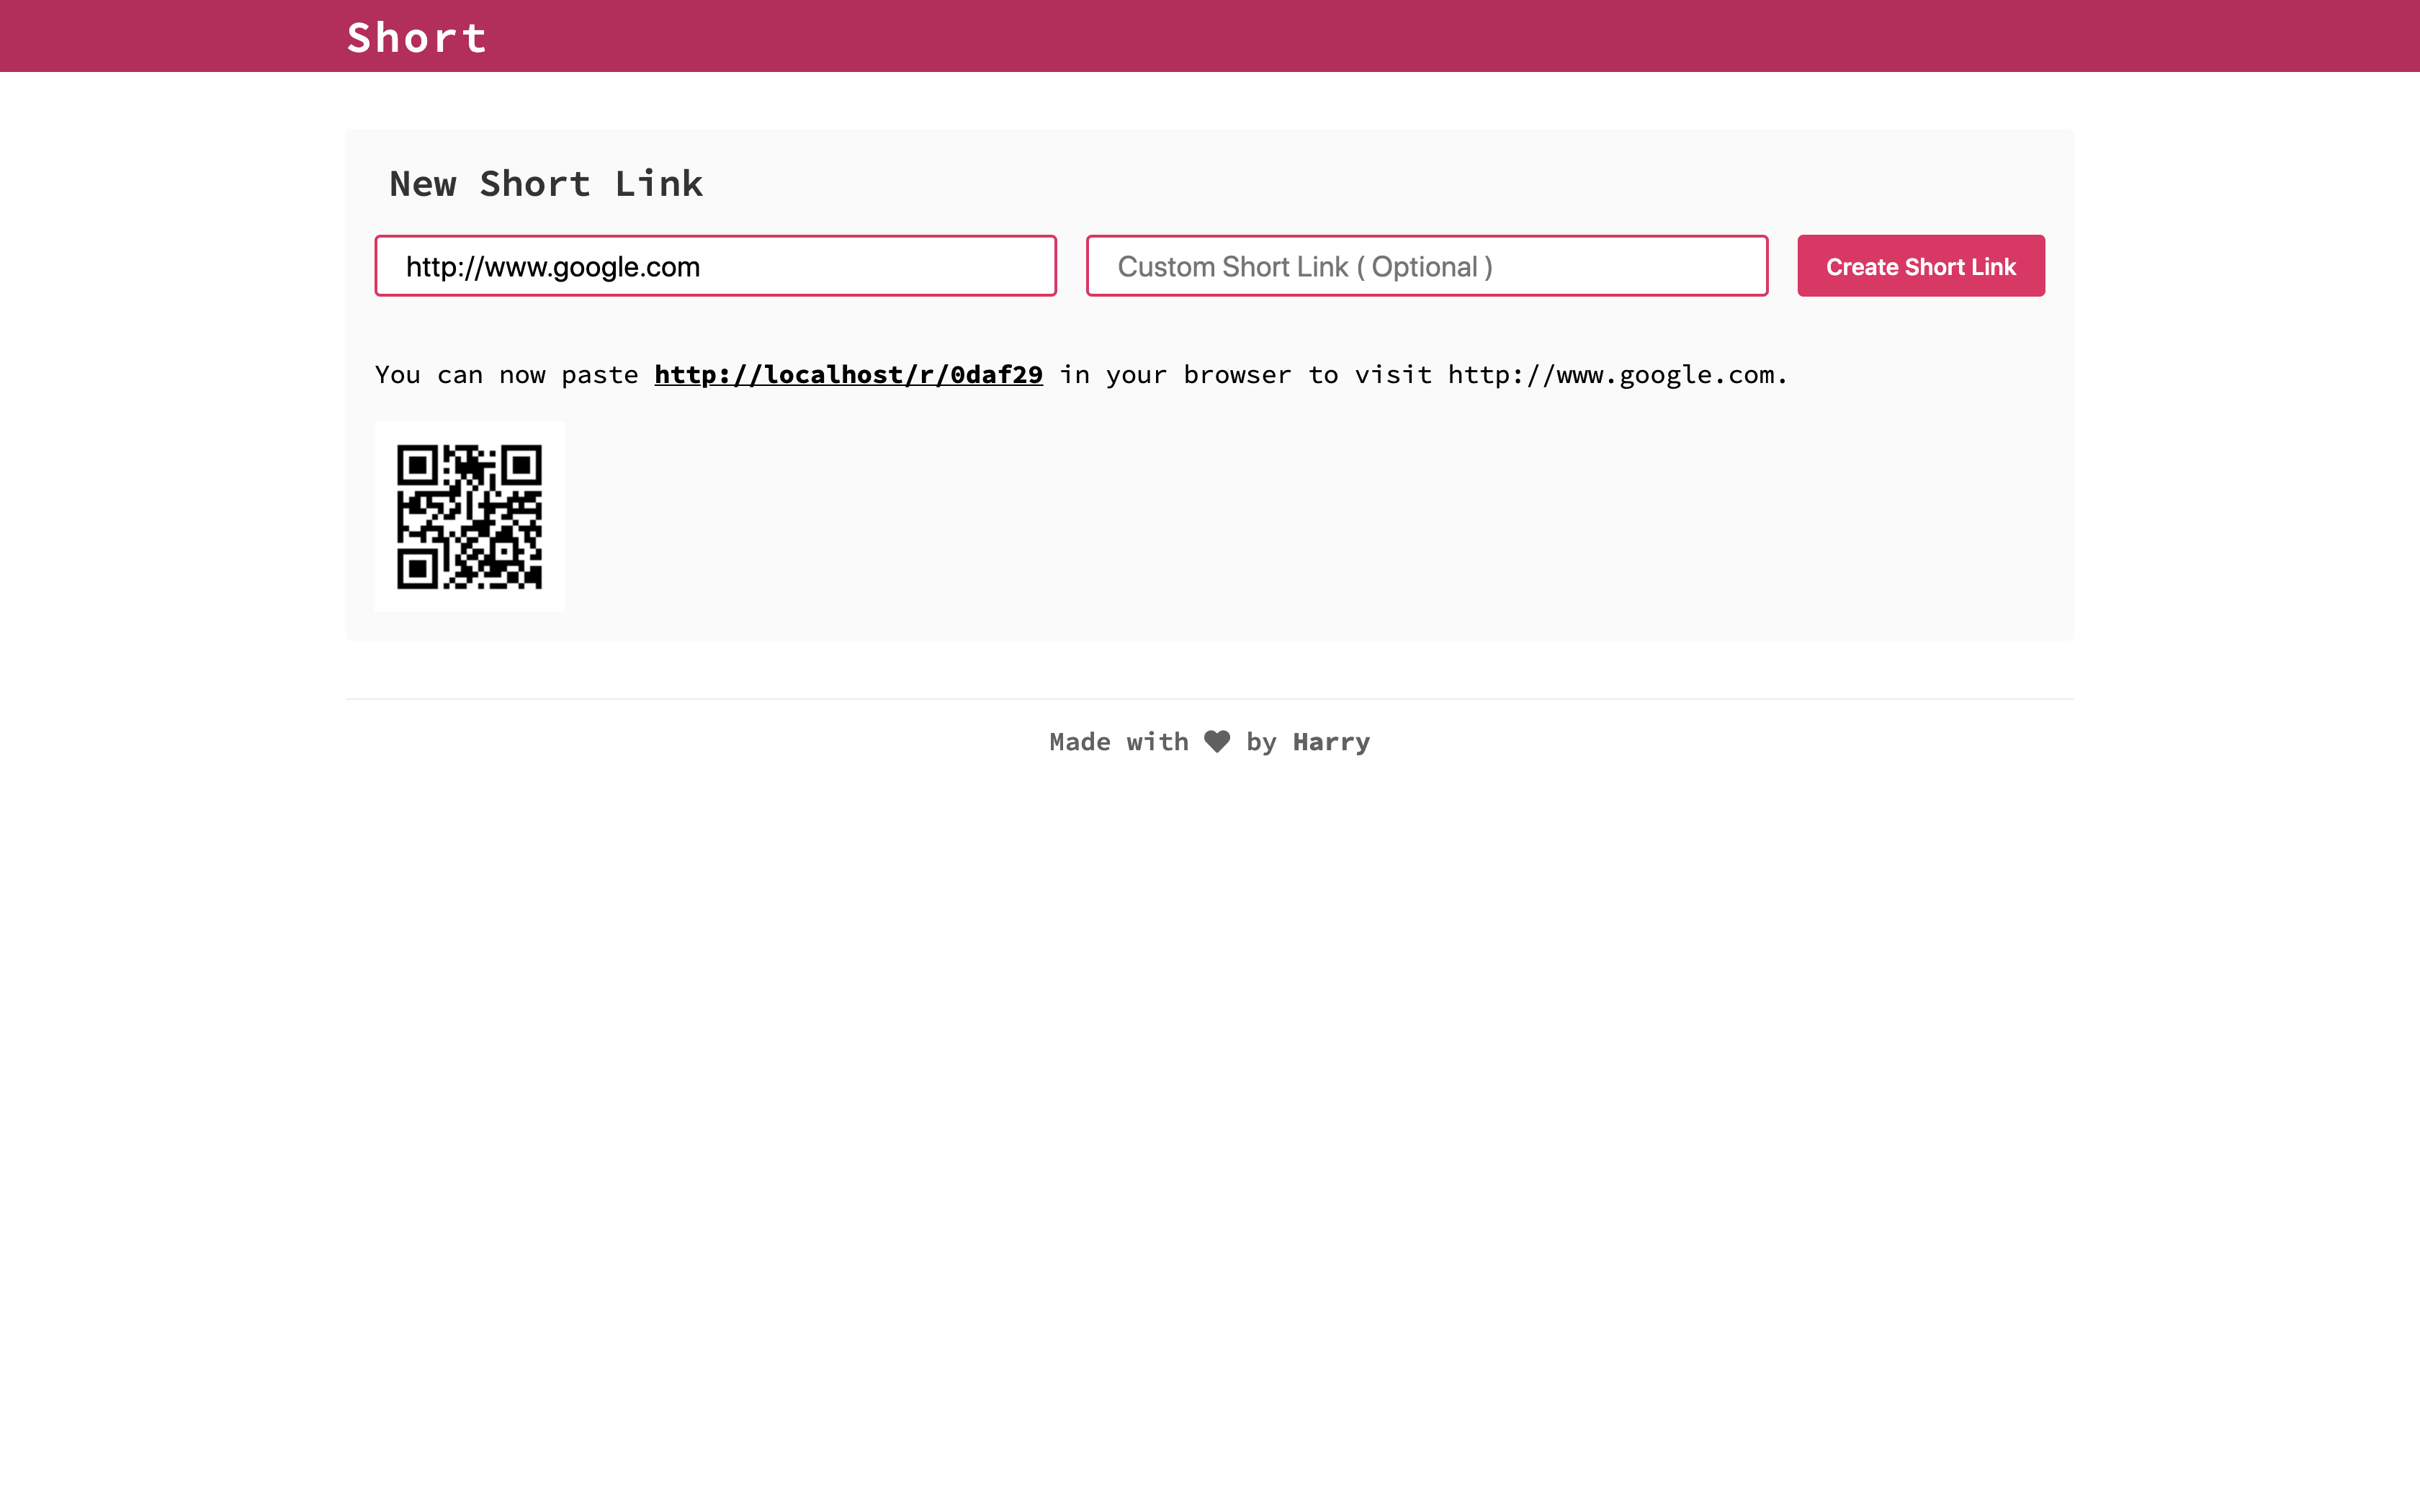 Short
New Short Link
http://www.google.com
Custom Short Link ( Optional )
Create Short Link
You can now paste http://localhost/r/0daf29 in your browser to visit http://www.google.com.
Made with ♥ by Harry